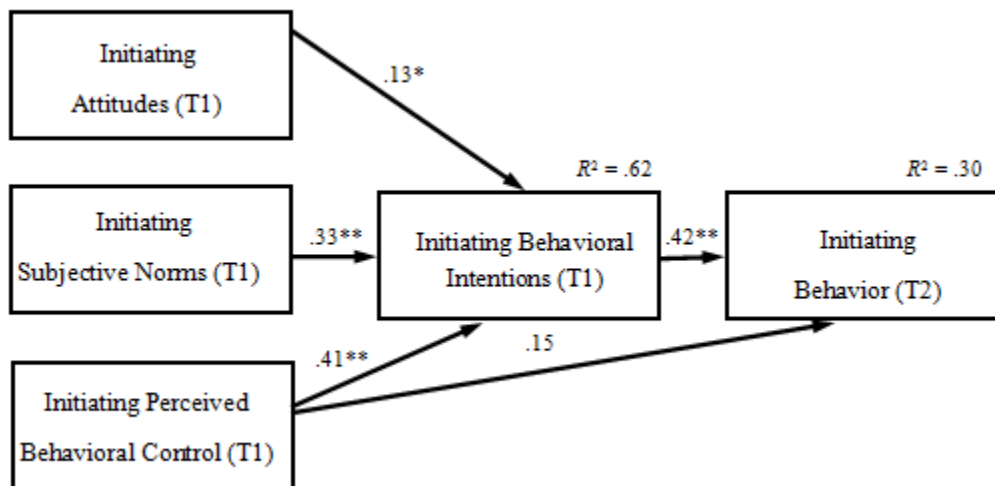 Initiating
Attitudes (T1)
.13*
R² = .62
R² = .30
Initiating
Subjective Norms (T1)
.33**
Initiating Behavioral
Intentions (T1)
.42**
Initiating
Behavior (T2)
Initiating Perceived
Behavioral Control (T1)
.41**
.15